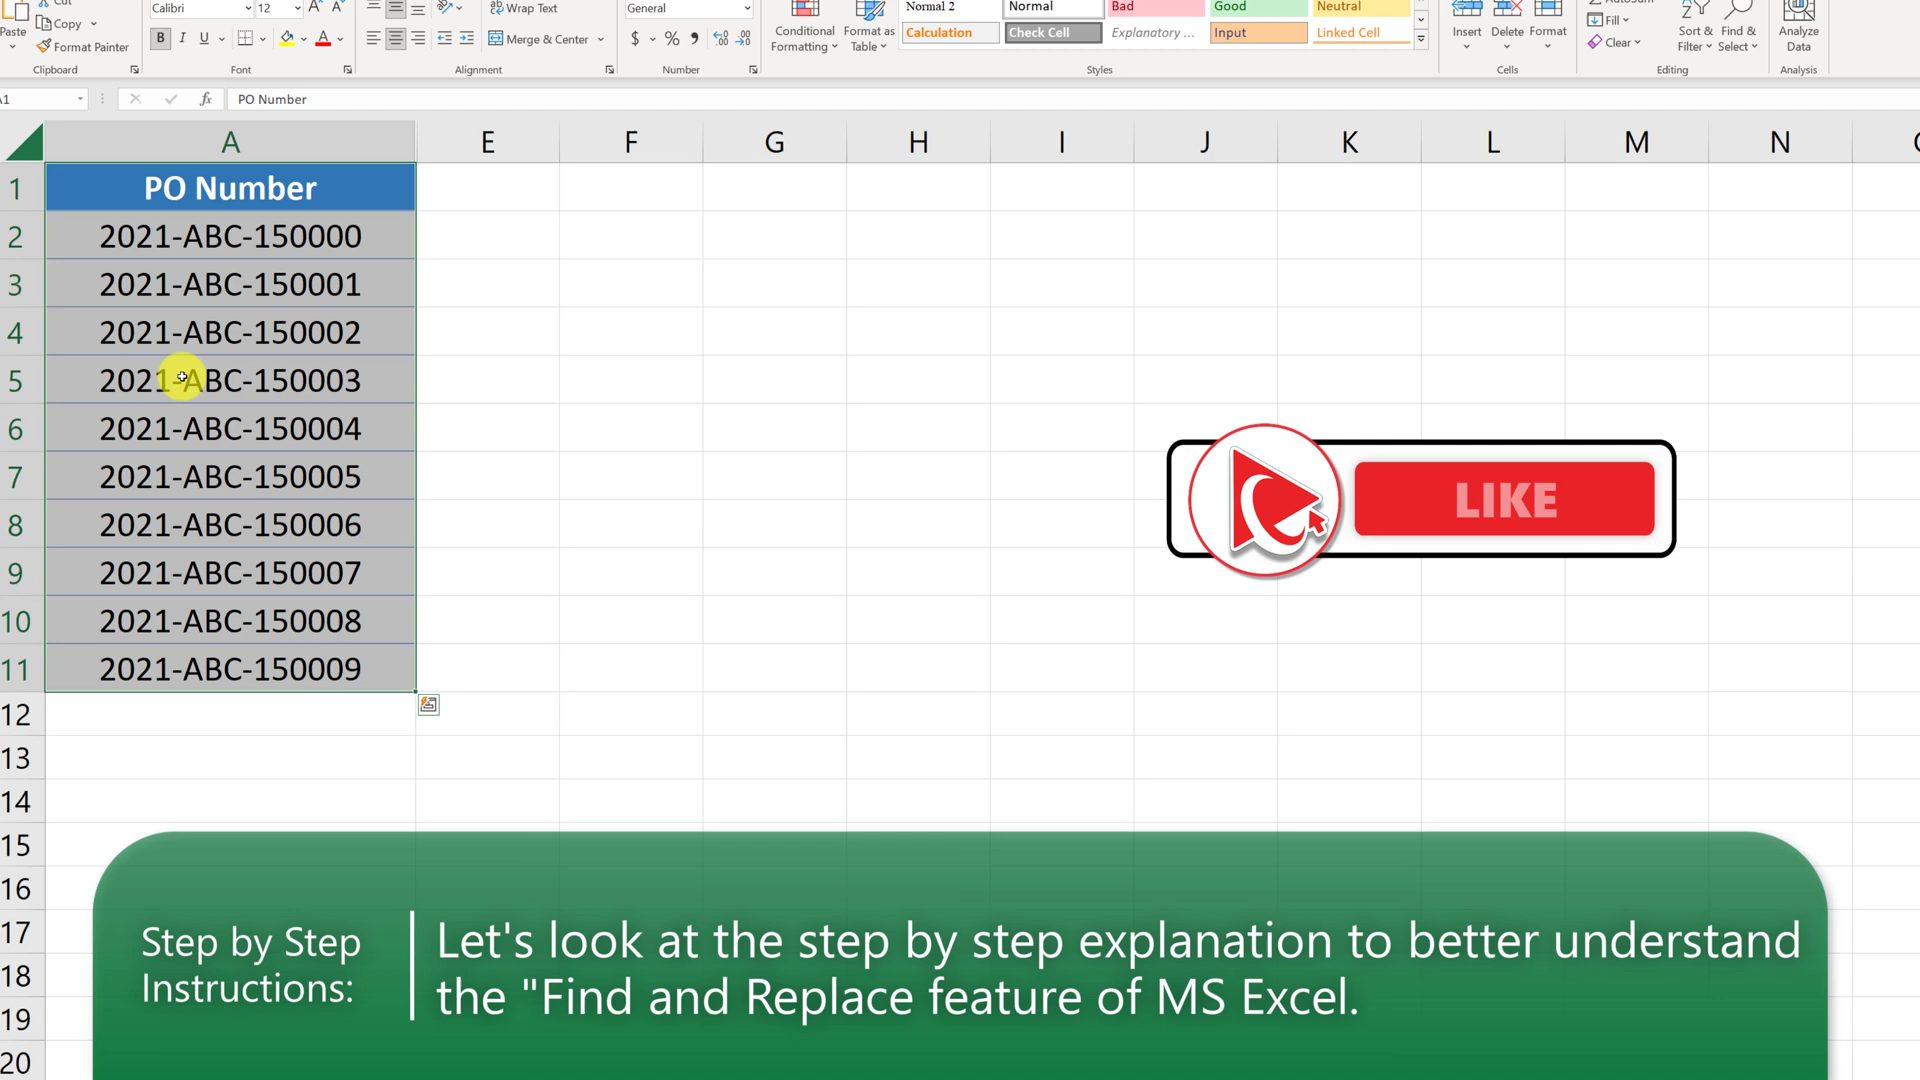 Paste
Cut
Copy
Format Painter
Clipboard
Calibri
12
B I U
A
Font
Wrap Text
Merge & Center
Alignment
General
$ % 9
Number
Conditional
Formatting
Format as
Table
Normal 2
Normal
Bad
Good
Neutral
Calculation
Check Cell
Explanatory ...
Input
Linked Cell
Styles
Insert
Delete
Format
Cells
AutoSum
Fill
Clear
Sort &
Filter
Find &
Select
Editing
Analyze
Data
Analysis
A1
fx
PO Number
A E F G H I J K L M N
1 PO Number
2 2021-ABC-150000
3 2021-ABC-150001
4 2021-ABC-150002
5 2021-ABC-150003
6 2021-ABC-150004
7 2021-ABC-150005
8 2021-ABC-150006
9 2021-ABC-150007
10 2021-ABC-150008
11 2021-ABC-150009
12
13
14
15
16
17
18
19
20
LIKE
Step by Step
Instructions:
Let's look at the step by step explanation to better understand
the "Find and Replace feature of MS Excel.